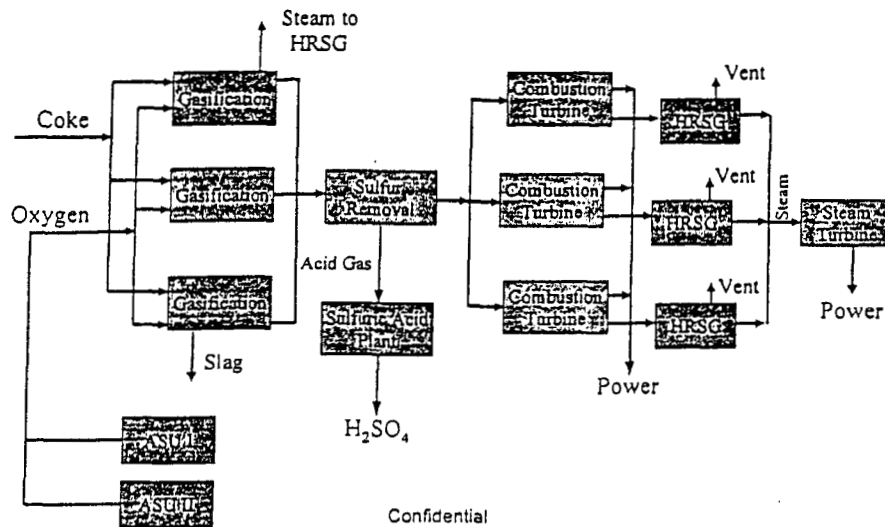 Steam to
HRSG
Coke
Gasification
Oxygen
Gasification
Gasification
Slag
ASU I
ASU II
Sulfur
Removal
Acid Gas
Sulfuric Acid
Plant
H₂SO₄
Combustion
Turbine
Combustion
Turbine
Combustion
Turbine
Power
Vent
HRSG
Vent
HRSG
Vent
HRSG
Steam
Steam
Turbine
Power
Confidential